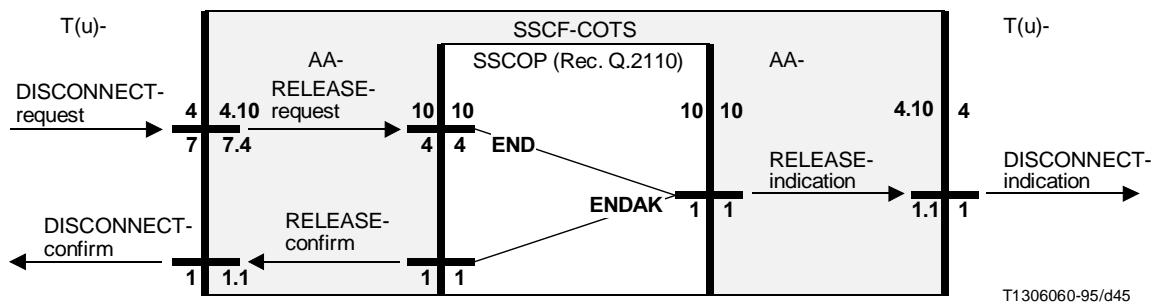 T(u)-
SSCF-COTS
T(u)-
AA-
SSCOP (Rec. Q.2110)
AA-
DISCONNECT-
request
4 4.10
7 7.4
RELEASE-
request
10 10
4 4
END
10 10
1 1
RELEASE-
indication
4.10 4
1.1 1
DISCONNECT-
indication
ENDAK
DISCONNECT-
confirm
1 1.1
RELEASE-
confirm
1 1
T1306060-95/d45